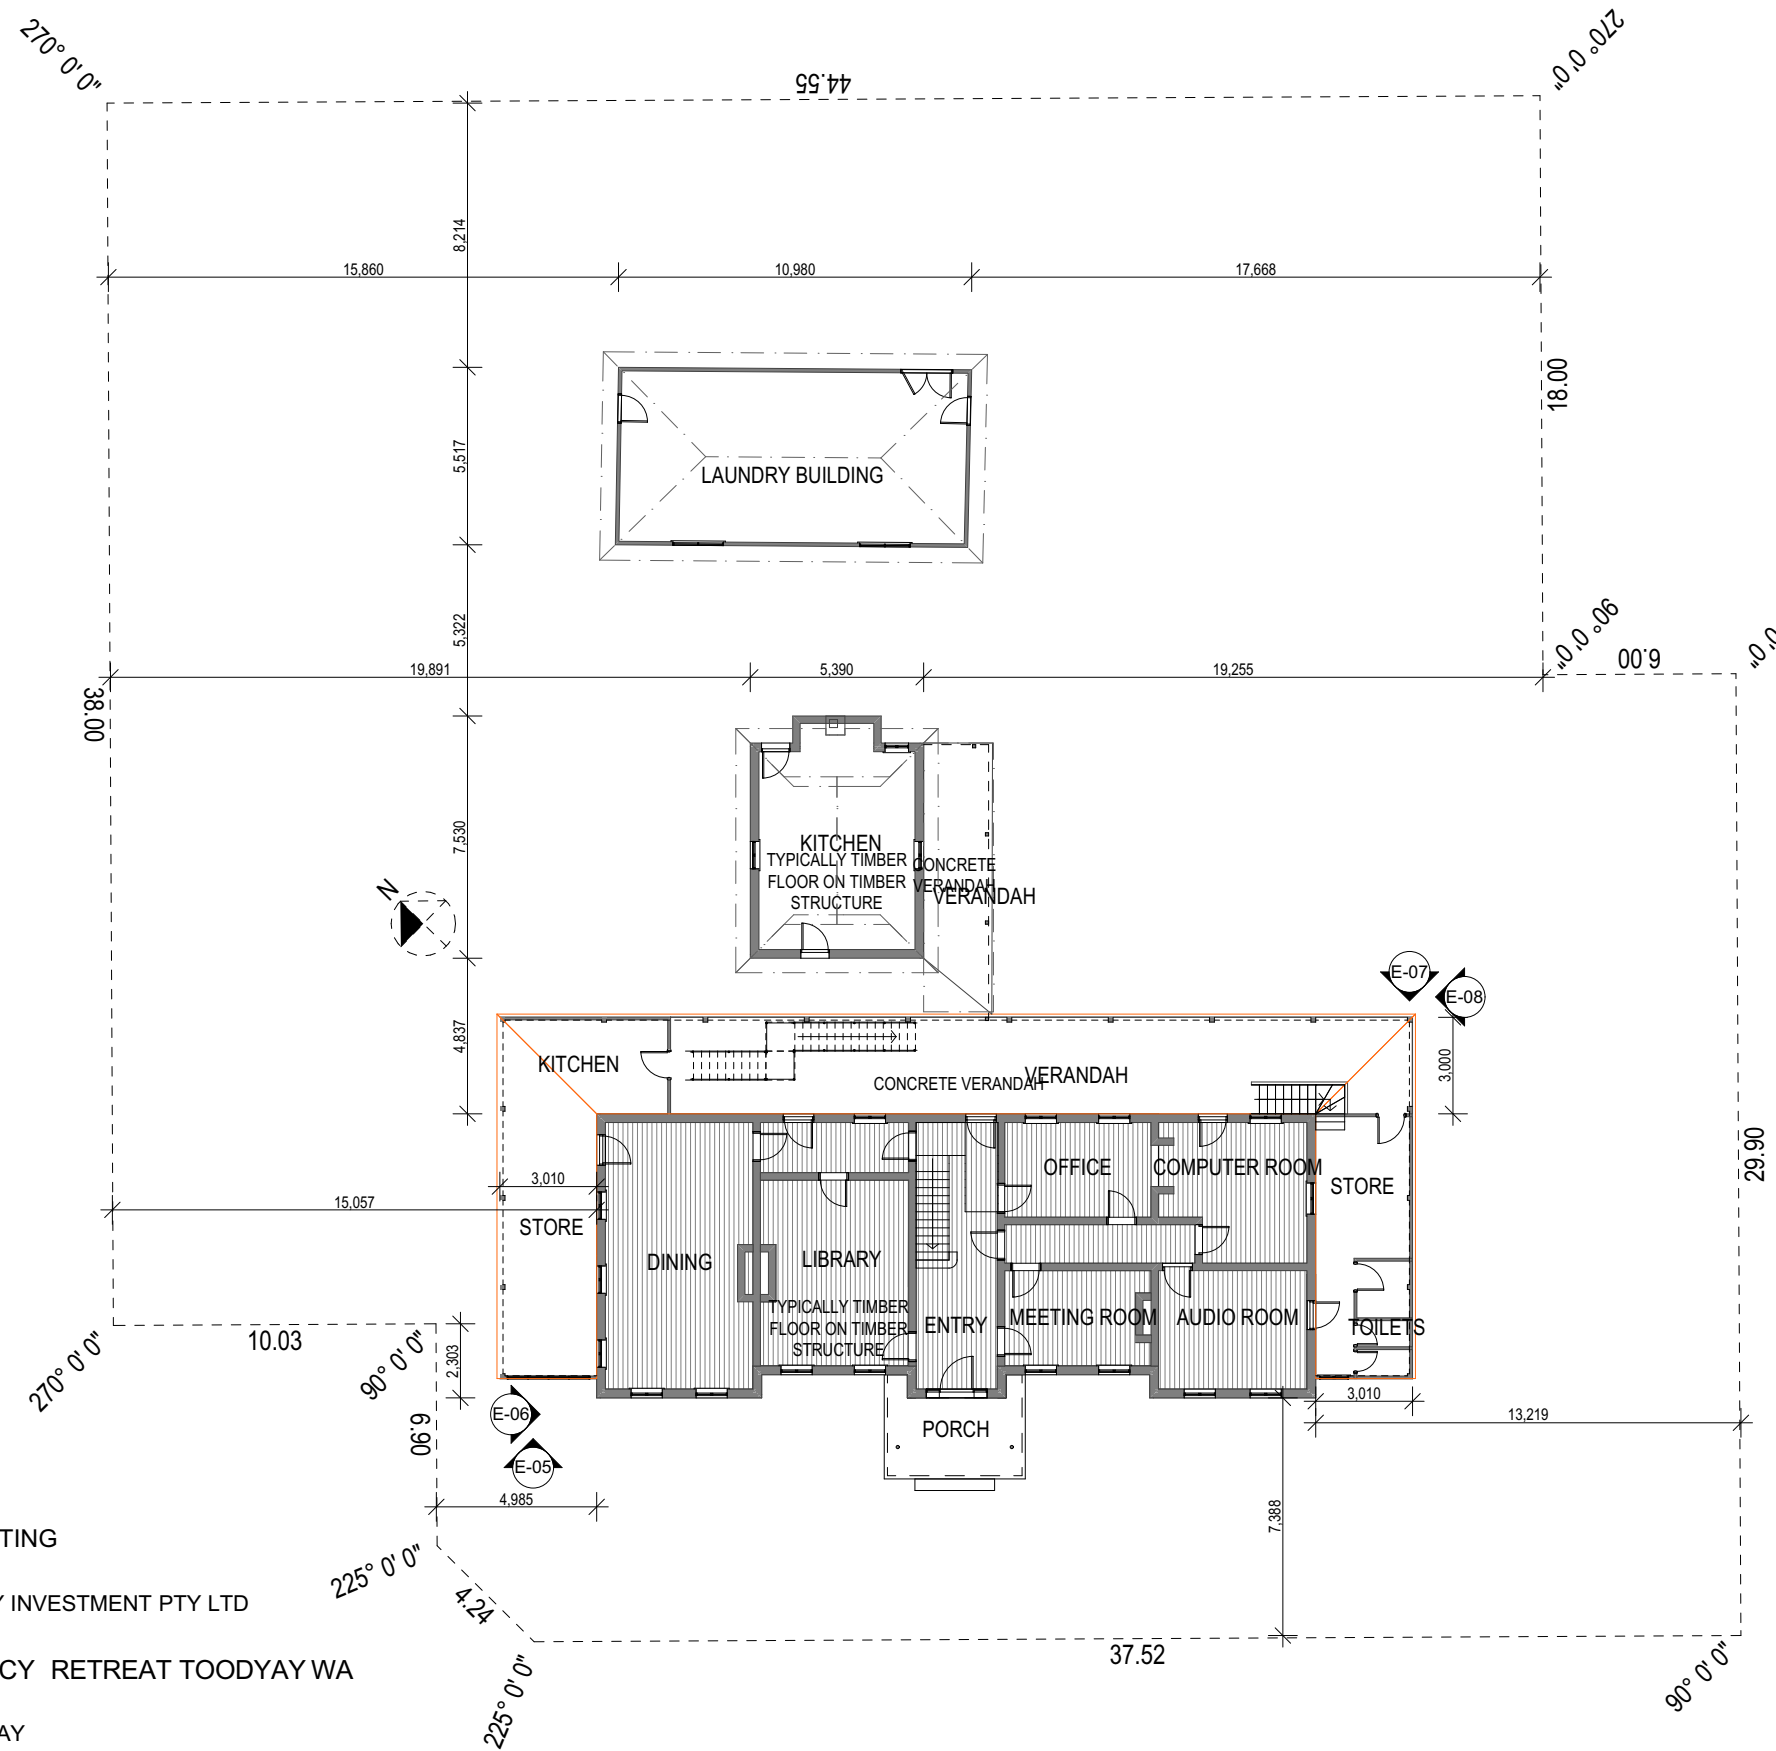 270° 0' 0"
44.55
270° 0' 0"
8,214
15,860
10,980
17,668
18.00
5,517
LAUNDRY BUILDING
5,322
90° 0' 0"
6.00
0"
19,891
5,390
19,255
38.00
7,530
KITCHEN
TYPICALLY TIMBER
FLOOR ON TIMBER
STRUCTURE
CONCRETE
VERANDAH
VERANDAH
N
E-07
E-08
4,837
KITCHEN
CONCRETE VERANDAH
VERANDAH
3,000
29.90
3,010
15,057
STORE
DINING
LIBRARY
TYPICALLY TIMBER
FLOOR ON TIMBER
STRUCTURE
ENTRY
OFFICE
COMPUTER ROOM
STORE
MEETING ROOM
AUDIO ROOM
TOILETS
270° 0' 0"
10.03
90° 0' 0"
2,303
6.90
E-06
E-05
PORCH
3,010
13,219
4,985
7,388
225° 0' 0"
4.24
225° 0' 0"
37.52
90° 0' 0"
TING
Y INVESTMENT PTY LTD
CY RETREAT TOODYAY WA
AY